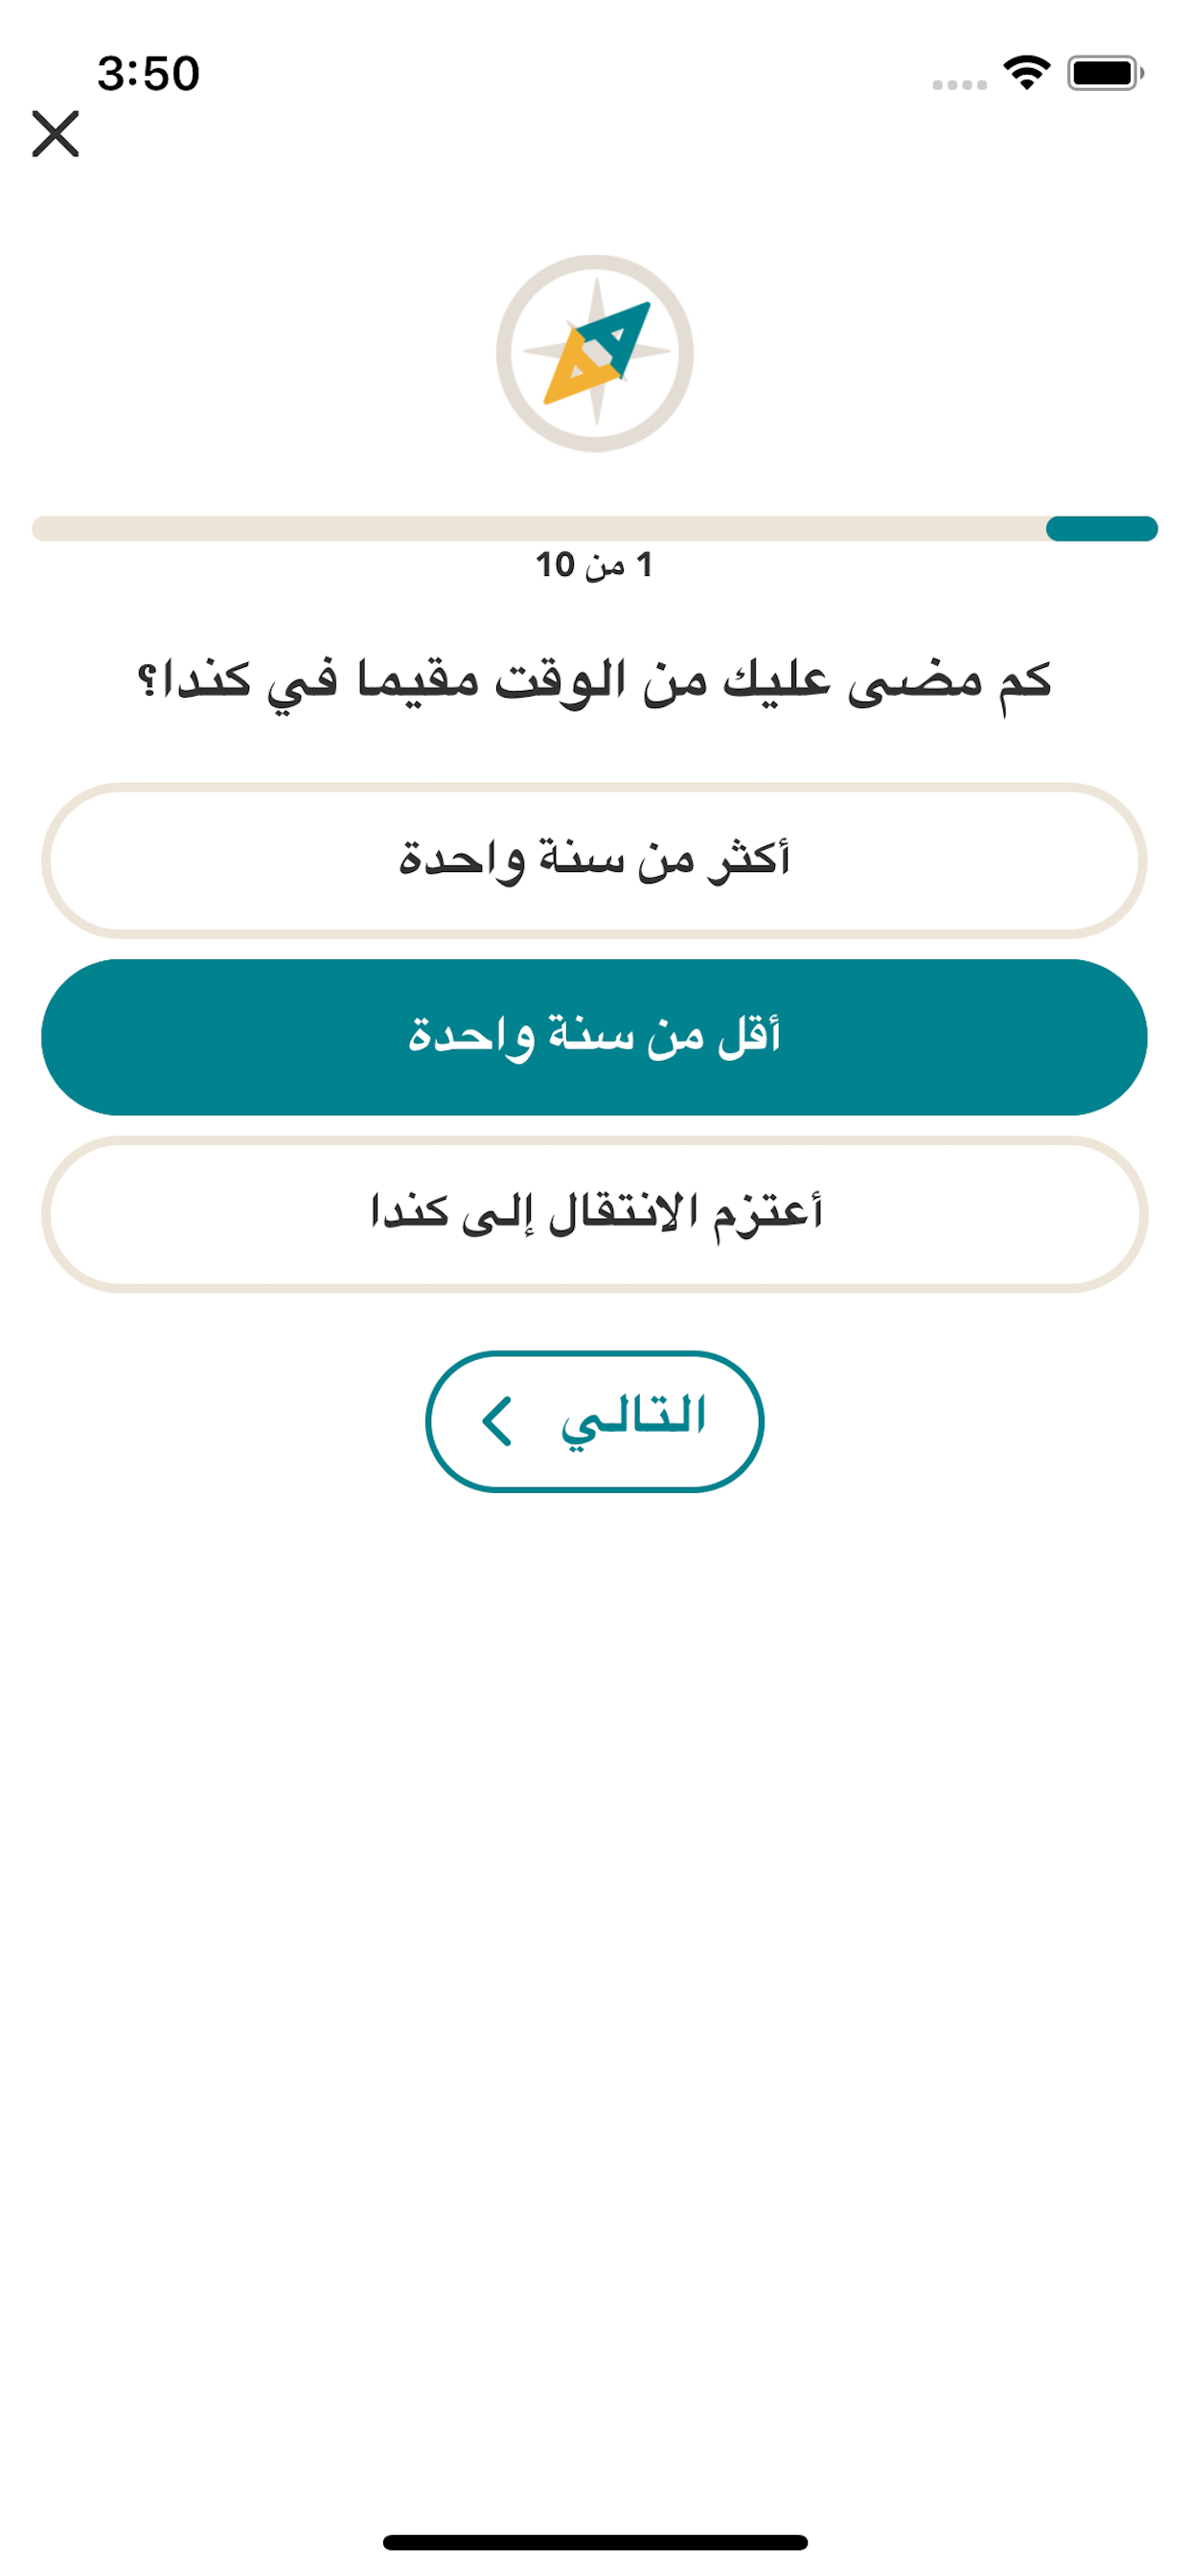 3:50
1 من 10
كم مضى عليك من الوقت مقيما في كندا؟
أكثر من سنة واحدة
أقل من سنة واحدة
أعتزم الانتقال إلى كندا
التالي